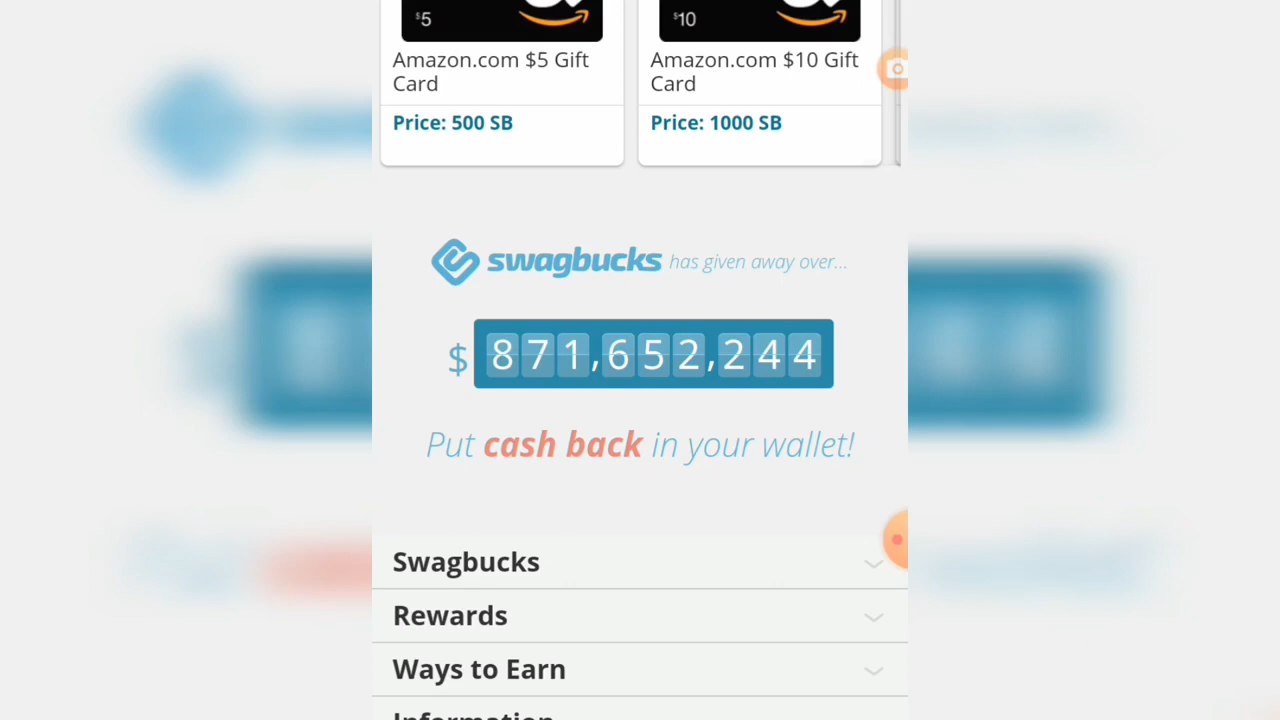 $5
$10
Amazon.com $5 Gift
Card
Amazon.com $10 Gift
Card
Price: 500 SB
Price: 1000 SB
swagbucks has given away over...
$ 871,652,244
Put cash back in your wallet!
Swagbucks
Rewards
Ways to Earn
Information